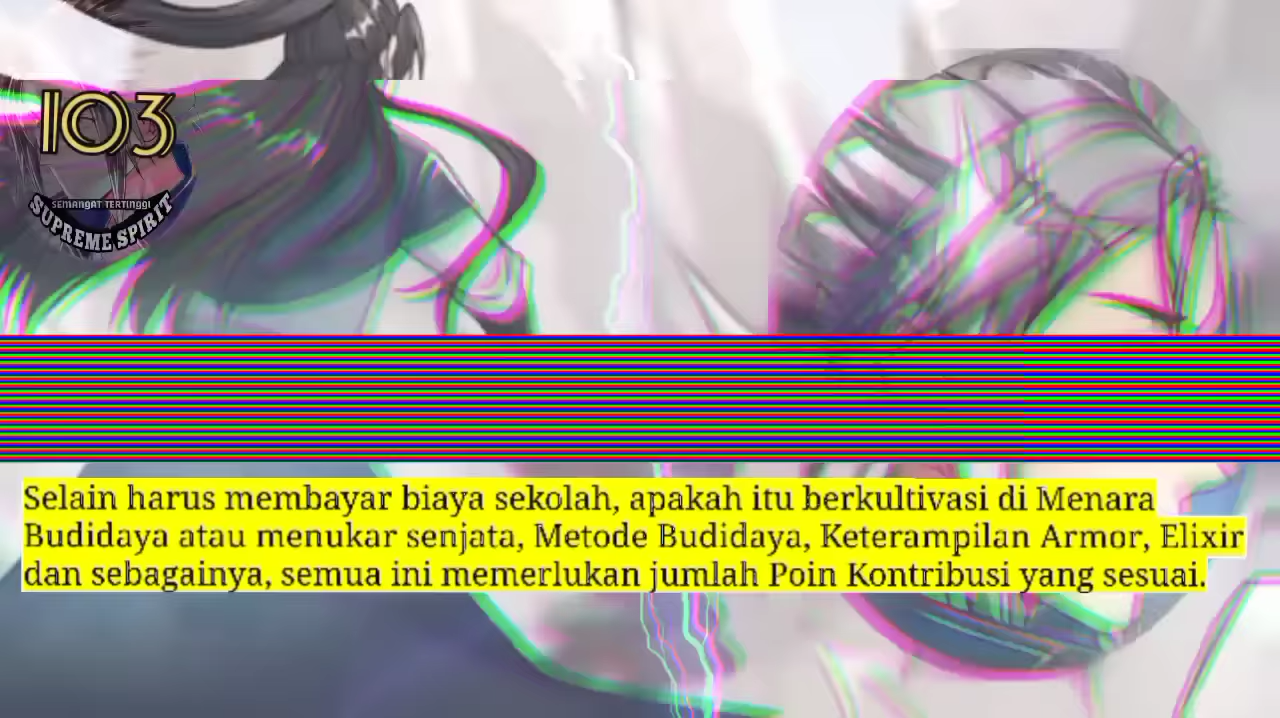 103
SEMANGAT TERTINGGI
SUPREME SPIRIT
Selain harus membayar biaya sekolah, apakah itu berkultivasi di Menara
Budidaya atau menukar senjata, Metode Budidaya, Keterampilan Armor, Elixir
dan sebagainya, semua ini memerlukan jumlah Poin Kontribusi yang sesuai.